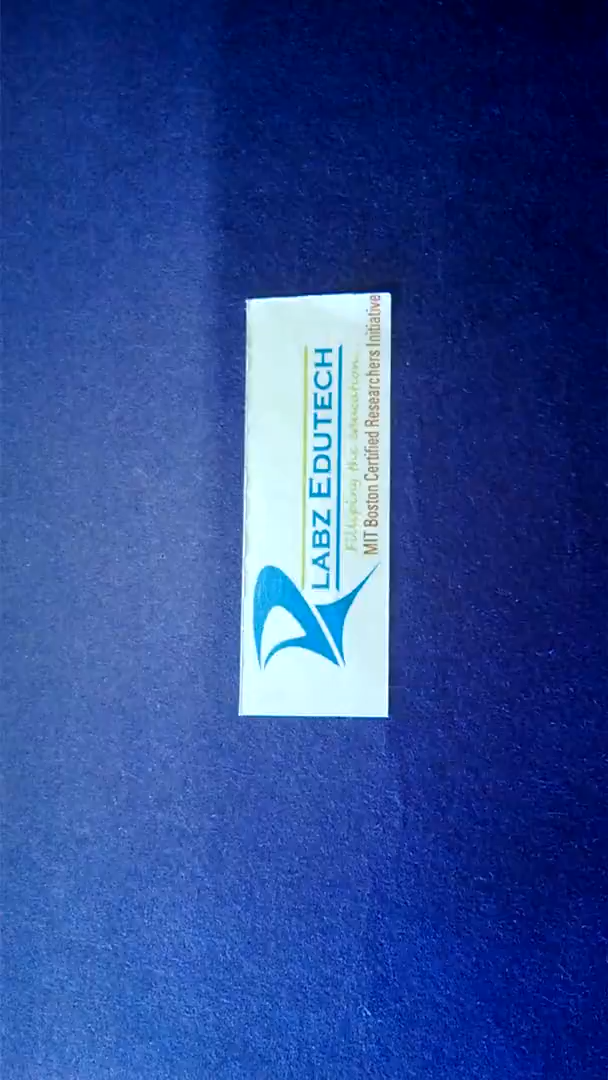 LABZ EDUTECH
Flipping the education...
MIT Boston Certified Researchers Initiative